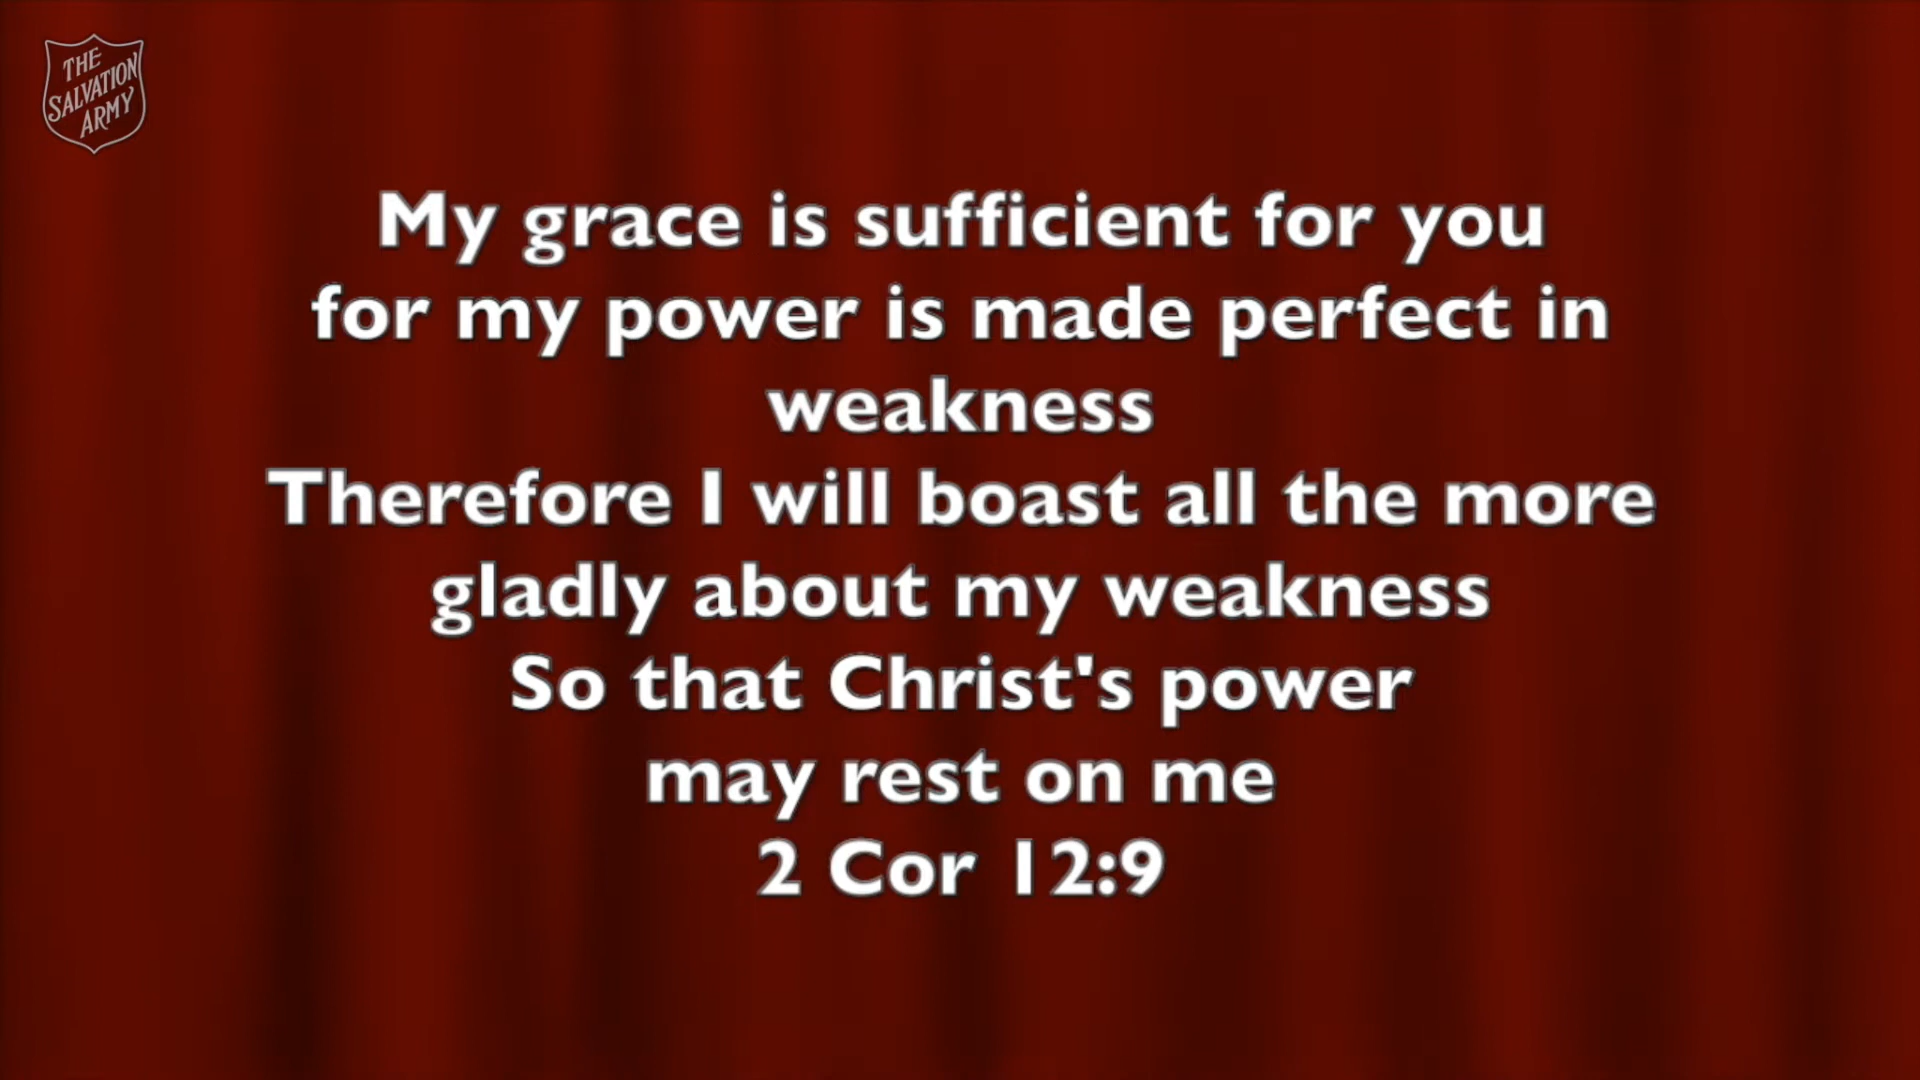 THE
SALVATION
ARMY
My grace is sufficient for you
for my power is made perfect in
weakness
Therefore I will boast all the more
gladly about my weakness
So that Christ's power
may rest on me
2 Cor 12:9